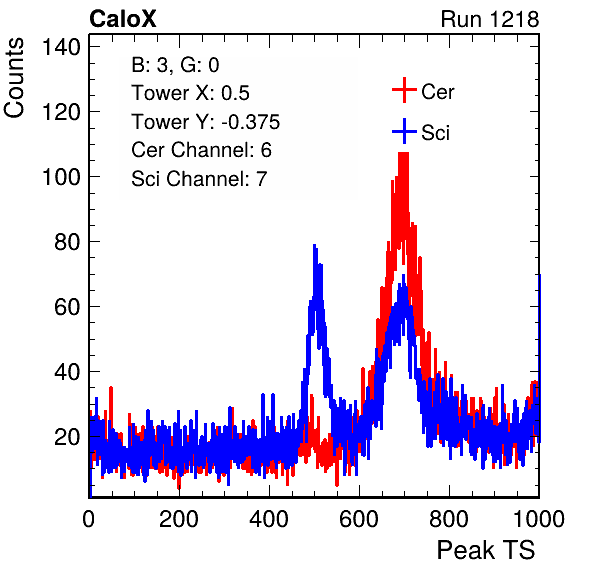 CaloX Run 1218
Counts
140
120
100
80
60
40
20
B: 3, G: 0
Tower X: 0.5
Tower Y: -0.375
Cer Channel: 6
Sci Channel: 7
Cer
Sci
0 200 400 600 800 1000
Peak TS